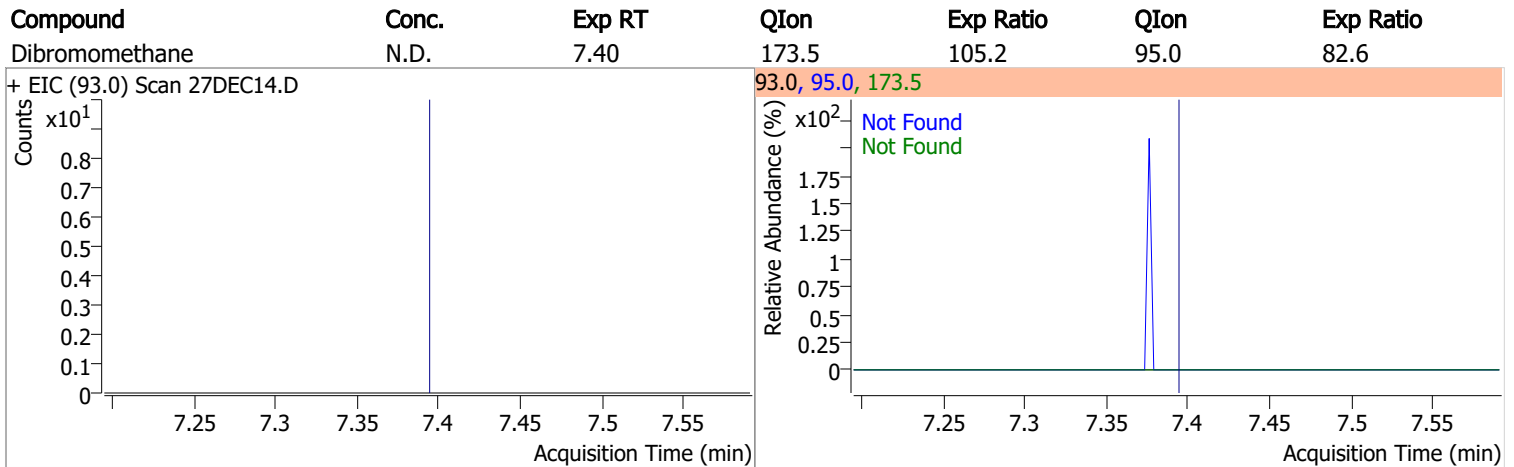 Compound Conc. Exp RT QIon Exp Ratio QIon Exp Ratio
Dibromomethane N.D. 7.40 173.5 105.2 95.0 82.6
+ EIC (93.0) Scan 27DEC14.D
Counts
x10¹
0.8
0.7
0.6
0.5
0.4
0.3
0.2
0.1
0
7.25 7.3 7.35 7.4 7.45 7.5 7.55
Acquisition Time (min)
93.0, 95.0, 173.5
Relative Abundance (%)
x10²
Not Found
Not Found
1.75
1.5
1.25
1
0.75
0.5
0.25
0
7.25 7.3 7.35 7.4 7.45 7.5 7.55
Acquisition Time (min)